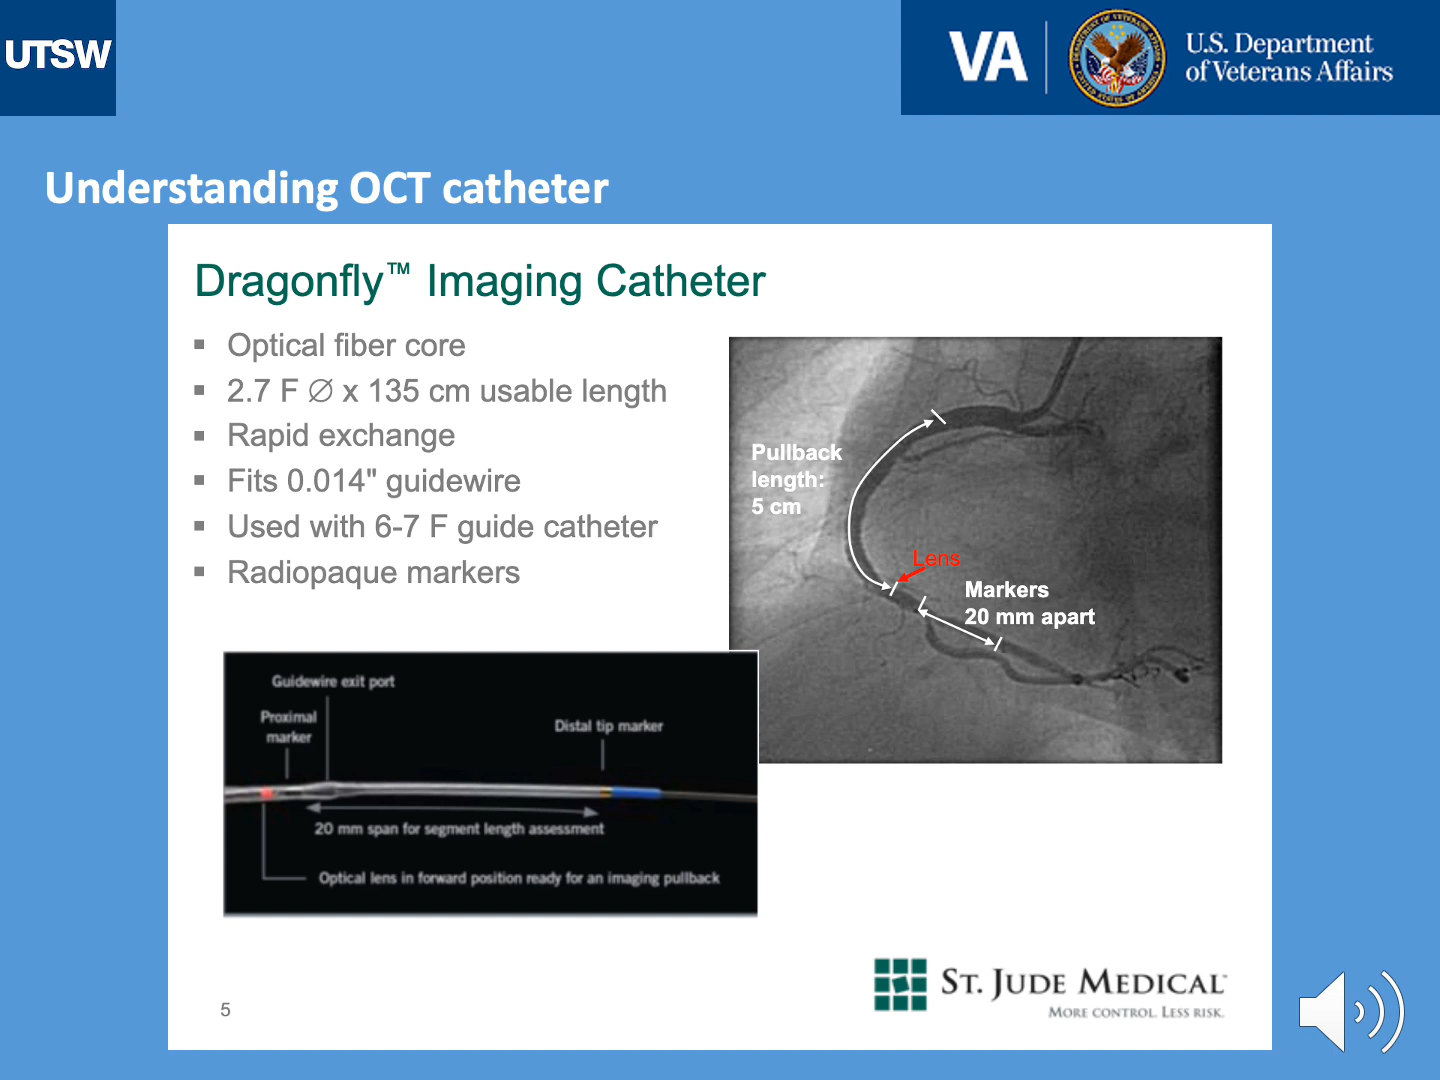 UTSW
VA
U.S. Department
of Veterans Affairs
Understanding OCT catheter
Dragonfly™ Imaging Catheter
▪ Optical fiber core
▪ 2.7 F ∅ x 135 cm usable length
▪ Rapid exchange
▪ Fits 0.014" guidewire
▪ Used with 6-7 F guide catheter
▪ Radiopaque markers
Pullback
length:
5 cm
Lens
Markers
20 mm apart
Guidewire exit port
Proximal
marker
Distal tip marker
20 mm span for segment length assessment
Optical lens in forward position ready for an imaging pullback
ST. JUDE MEDICAL™
MORE CONTROL. LESS RISK.
5